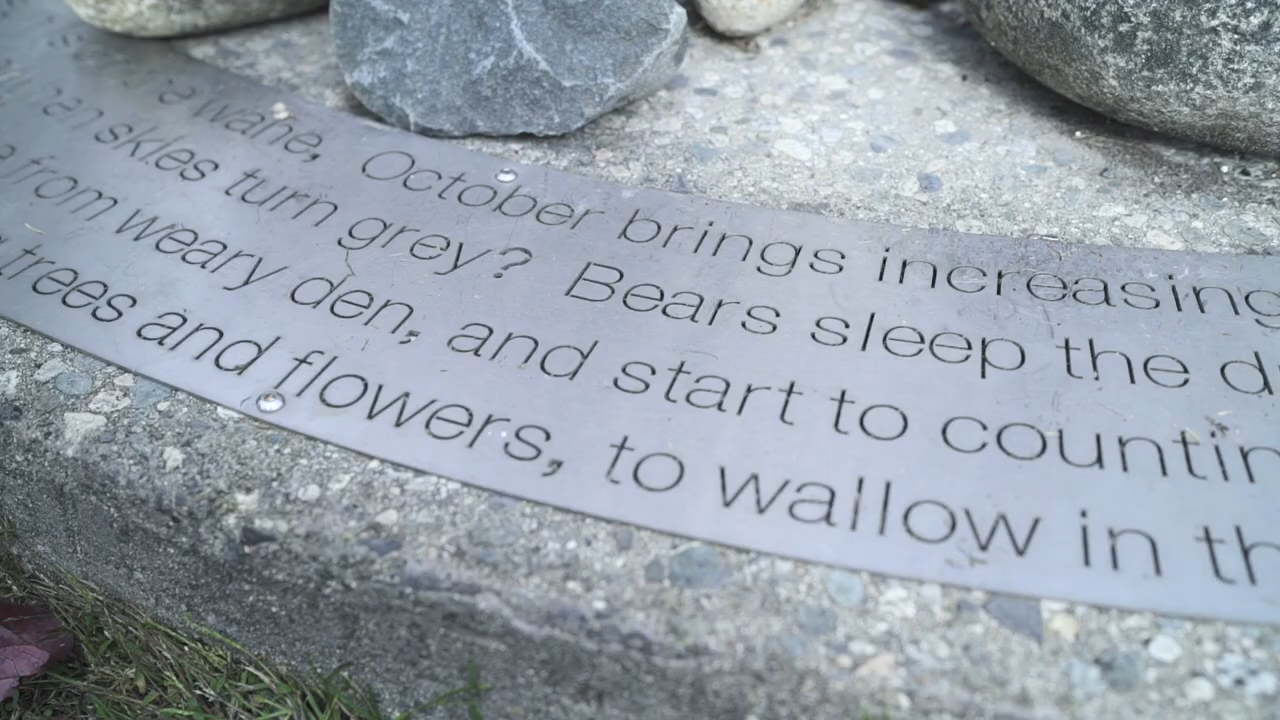 a wane, October brings increasing
skies turn grey? Bears sleep the
from weary den, and start to countin
trees and flowers, to wallow in th